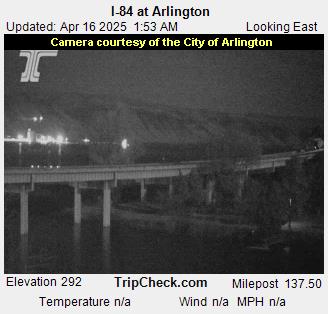 I-84 at Arlington
Updated: Apr 16 2025 1:53 AM Looking East
Camera courtesy of the City of Arlington
Elevation 292 TripCheck.com Milepost 137.50
Temperature n/a Wind n/a MPH n/a